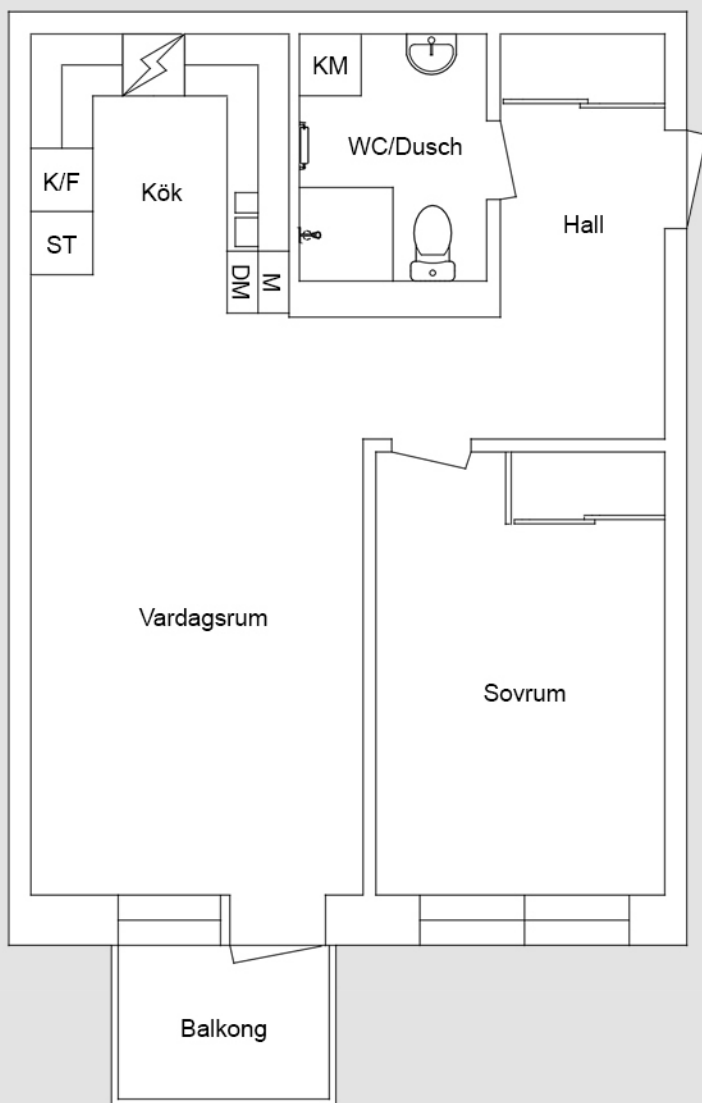 KM
WC/Dusch
K/F
Kök
Hall
ST
DM
M
Vardagsrum
Sovrum
Balkong